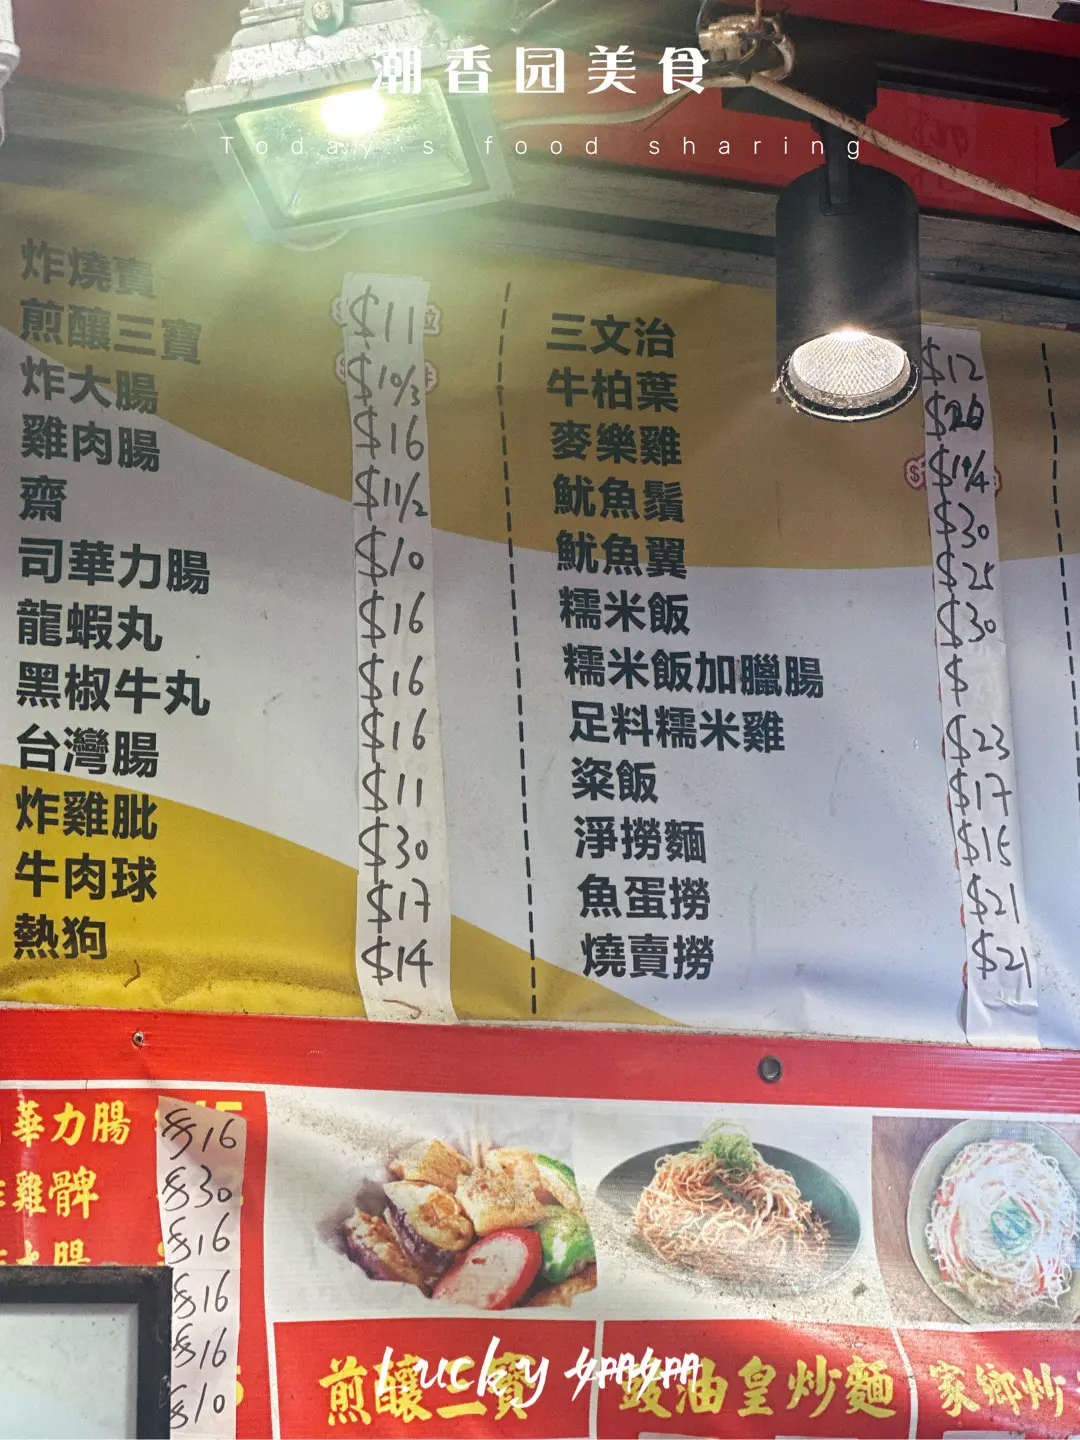 潮香园美食
Today's food sharing
炸燒賣 $11
煎釀三寶 $10/3
炸大腸 $16
雞肉腸 $11/2
齋 $10
司華力腸 $16
龍蝦丸 $16
黑椒牛丸 $16
台灣腸 $11
炸雞肶 $30
牛肉球 $17
熱狗 $14
三文治 $12
牛柏葉
麥樂雞 $19/4
魷魚鬚 $30
魷魚翼 $25
糯米飯 $30
糯米飯加臘腸 $
足料糯米雞 $23
粢飯 $17
淨撈麵 $15
魚蛋撈 $21
燒賣撈 $21
華力腸 $16
雞髀 $30
大腸 $16
$16
$16
$10
煎釀三寶
豉油皇炒麵
家鄉炒
Lucky